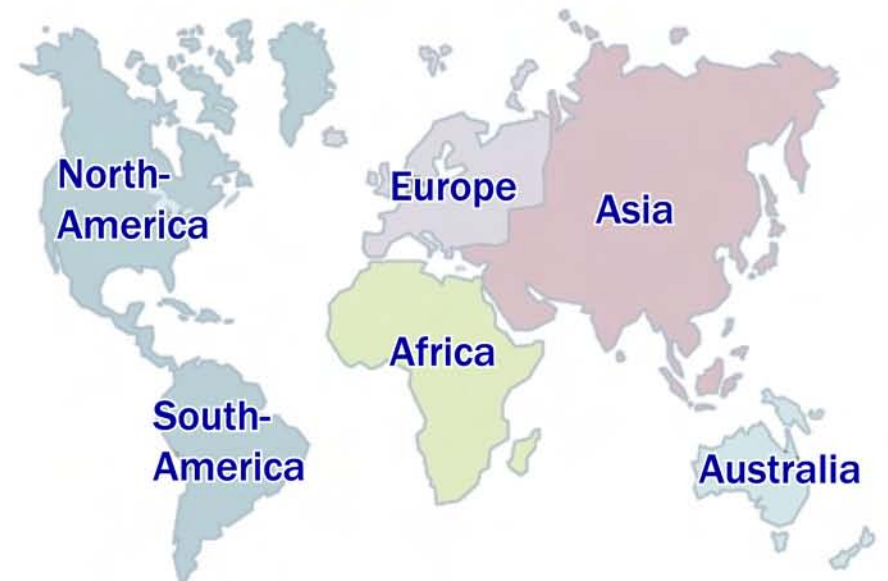 North-
America
Europe
Asia
Africa
South-
America
Australia